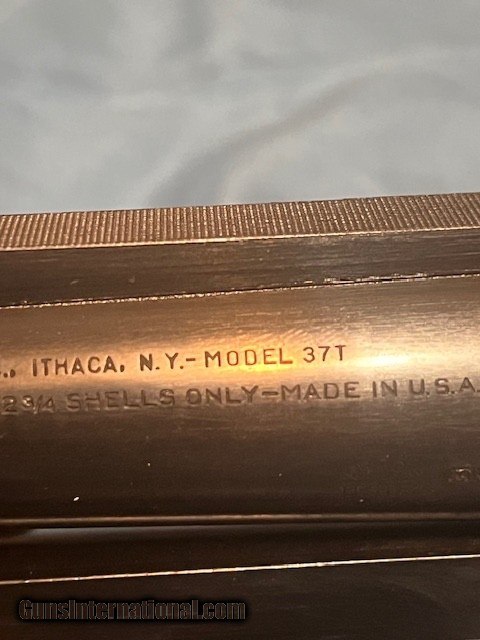 ., ITHACA, N.Y.-MODEL 37T
2 3/4 SHELLS ONLY-MADE IN U.S.A.
GunsInternational.com